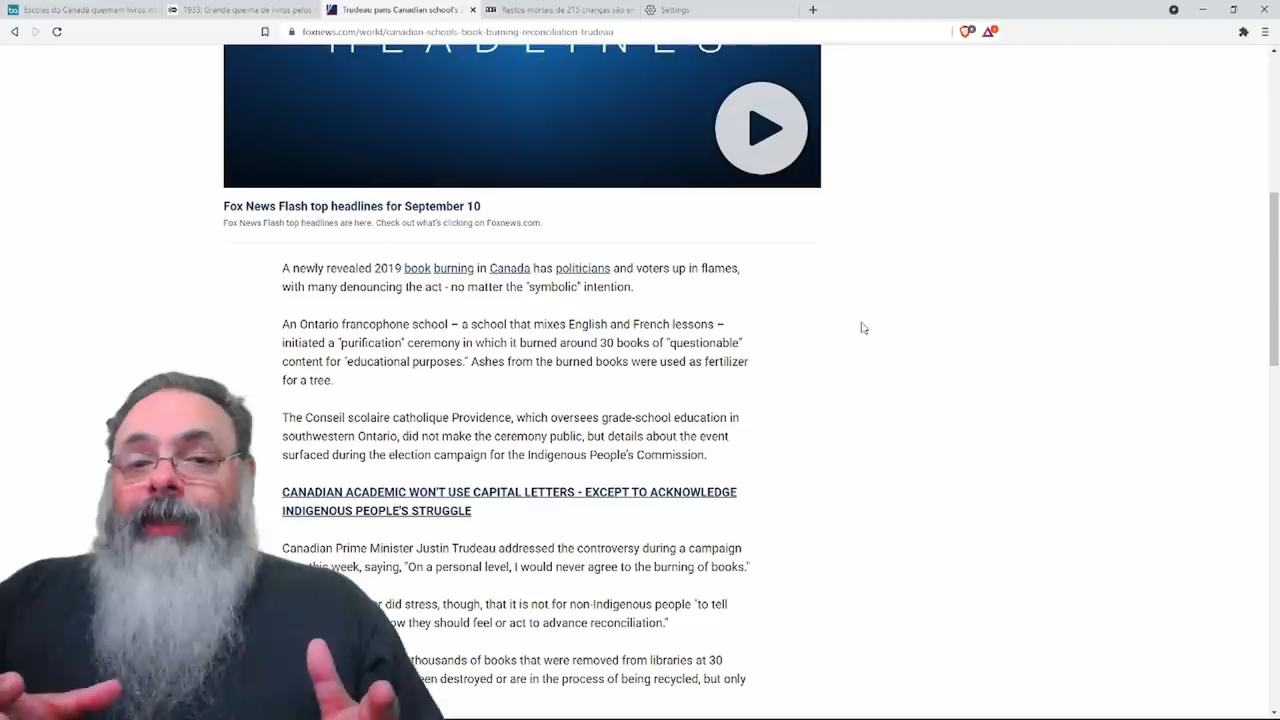 Escolas do Canadá queimam livros
1933: Grande queima de livros pelos
Trudeau pans Canadian school's
Restos mortais de 215 crianças são
Settings
foxnews.com/world/canadian-schools-book-burning-reconciliation-trudeau
HEADLINES
Fox News Flash top headlines for September 10
Fox News Flash top headlines are here. Check out what's clicking on Foxnews.com.
A newly revealed 2019 book burning in Canada has politicians and voters up in flames,
with many denouncing the act - no matter the "symbolic" intention.
An Ontario francophone school – a school that mixes English and French lessons –
initiated a "purification" ceremony in which it burned around 30 books of "questionable"
content for "educational purposes." Ashes from the burned books were used as fertilizer
for a tree.
The Conseil scolaire catholique Providence, which oversees grade-school education in
southwestern Ontario, did not make the ceremony public, but details about the event
surfaced during the election campaign for the Indigenous People's Commission.
CANADIAN ACADEMIC WON'T USE CAPITAL LETTERS - EXCEPT TO ACKNOWLEDGE
INDIGENOUS PEOPLE'S STRUGGLE
Canadian Prime Minister Justin Trudeau addressed the controversy during a campaign
this week, saying, "On a personal level, I would never agree to the burning of books."
did stress, though, that it is not for non-Indigenous people "to tell
they should feel or act to advance reconciliation."
thousands of books that were removed from libraries at 30
destroyed or are in the process of being recycled, but only